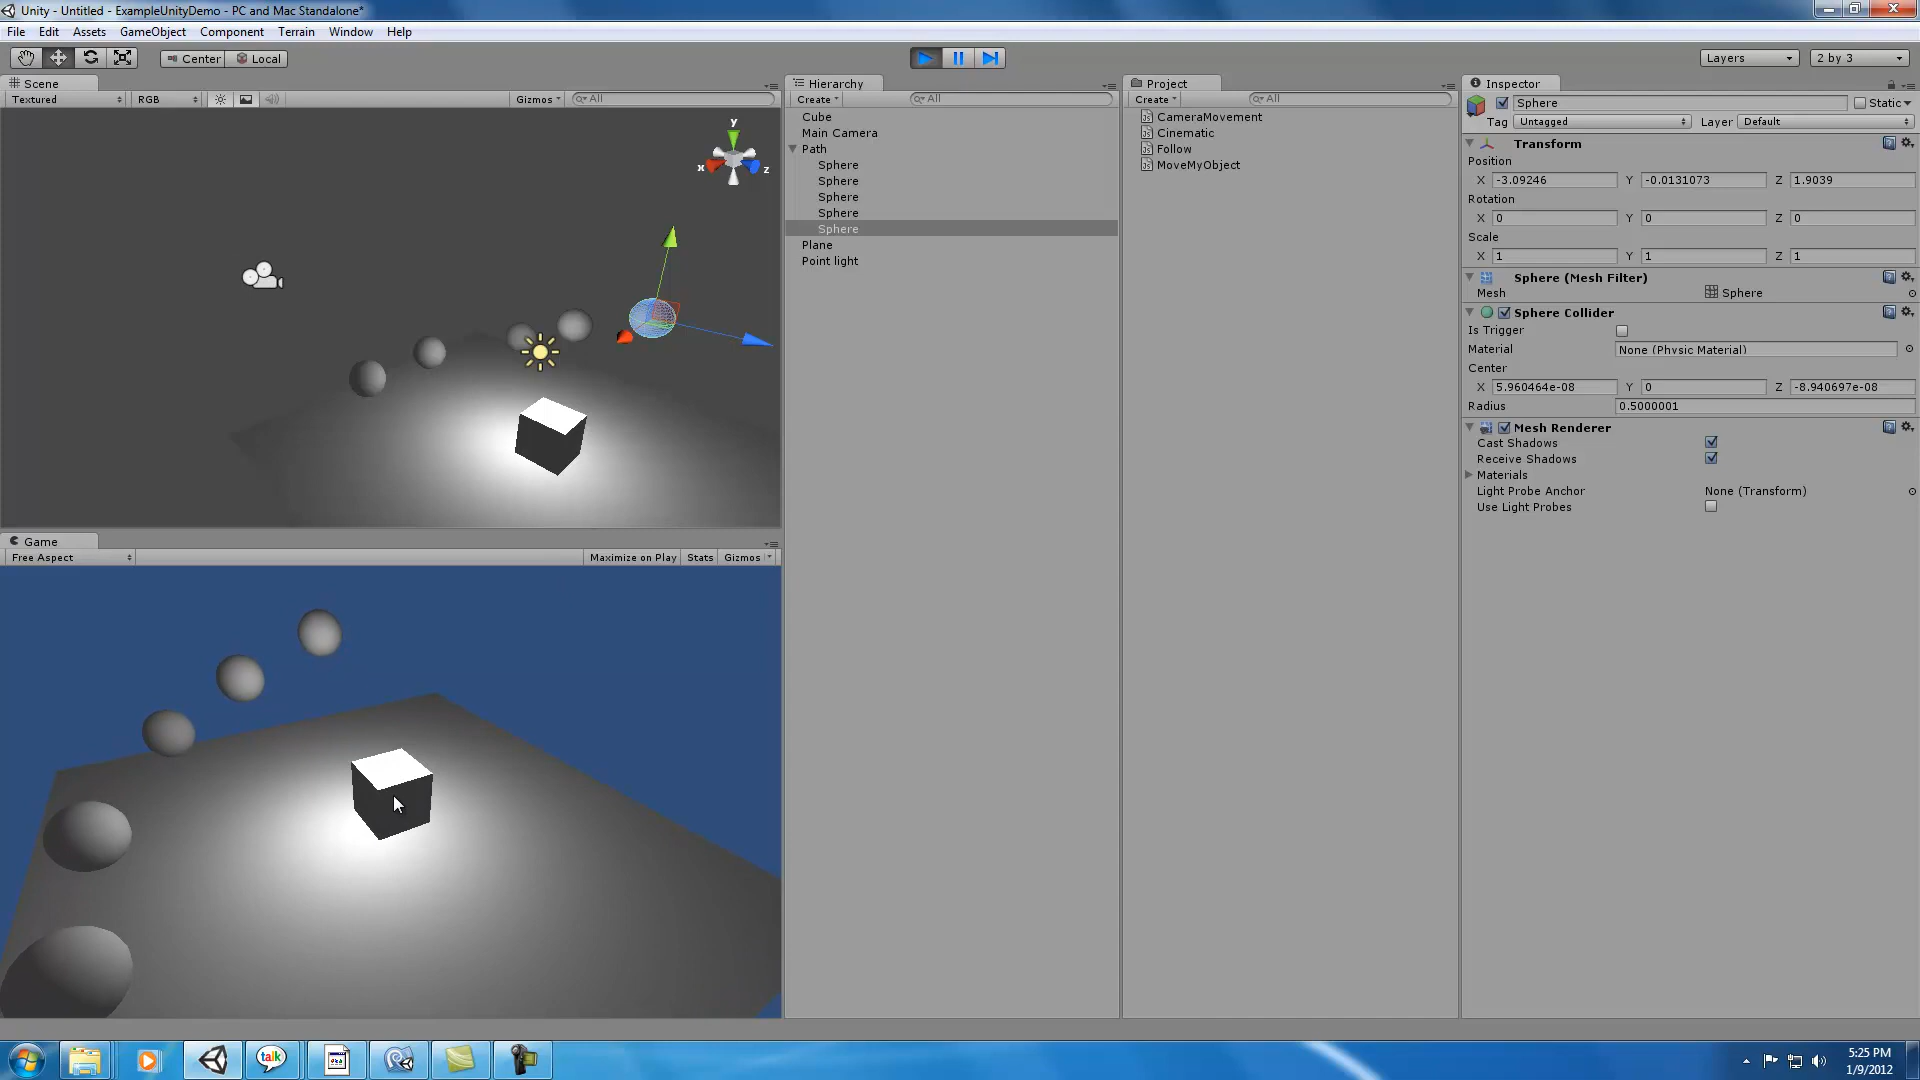 Unity - Untitled - ExampleUnityDemo - PC and Mac Standalone*
File Edit Assets GameObject Component Terrain Window Help
Center Local
Layers 2 by 3
Scene
Textured RGB Gizmos All
y
x
z
Game
Free Aspect Maximize on Play Stats Gizmos
Hierarchy
Create All
Cube
Main Camera
Path
Sphere
Sphere
Sphere
Sphere
Sphere
Plane
Point light
Project
Create All
CameraMovement
Cinematic
Follow
MoveMyObject
Inspector
Sphere Static
Tag Untagged Layer Default
Transform
Position
X -3.09246 Y -0.0131073 Z 1.9039
Rotation
X 0 Y 0 Z 0
Scale
X 1 Y 1 Z 1
Sphere (Mesh Filter)
Mesh Sphere
Sphere Collider
Is Trigger
Material None (Physic Material)
Center
X 5.960464e-08 Y 0 Z -8.940697e-08
Radius 0.5000001
Mesh Renderer
Cast Shadows
Receive Shadows
Materials
Light Probe Anchor None (Transform)
Use Light Probes
talk
5:25 PM
1/9/2012